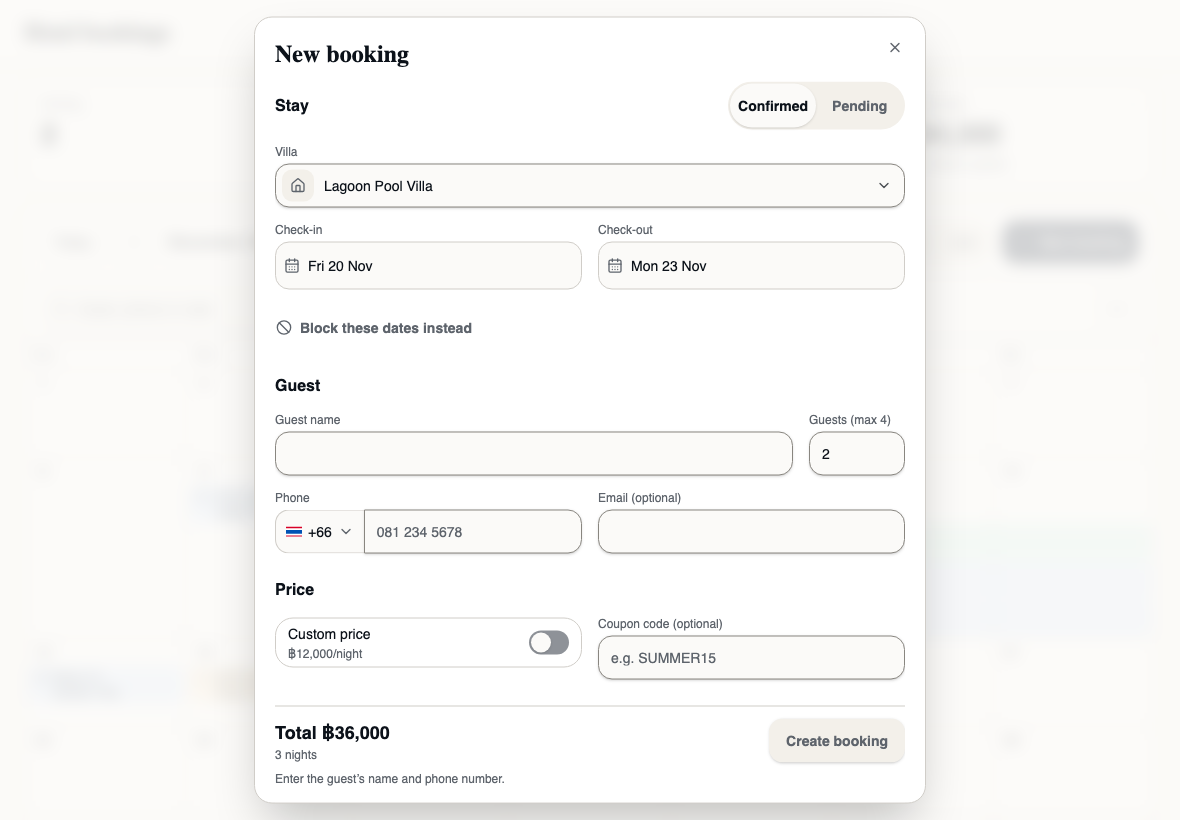 New booking
Stay
Confirmed
Pending
Villa
Lagoon Pool Villa
Check-in
Check-out
Fri 20 Nov
Mon 23 Nov
Block these dates instead
Guest
Guest name
Guests (max 4)
2
Phone
Email (optional)
+66
081 234 5678
Price
Custom price
฿12,000/night
Coupon code (optional)
e.g. SUMMER15
Total ฿36,000
3 nights
Create booking
Enter the guest’s name and phone number.